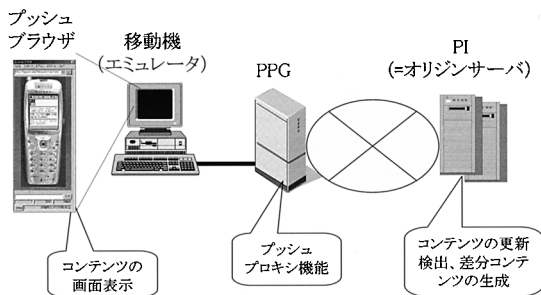 プッシュ
ブラウザ
移動機
(エミュレータ)
PPG
PI
(=オリジンサーバ)
コンテンツの
画面表示
プッシュ
プロキシ機能
コンテンツの更新
検出、差分コンテ
ンツの生成